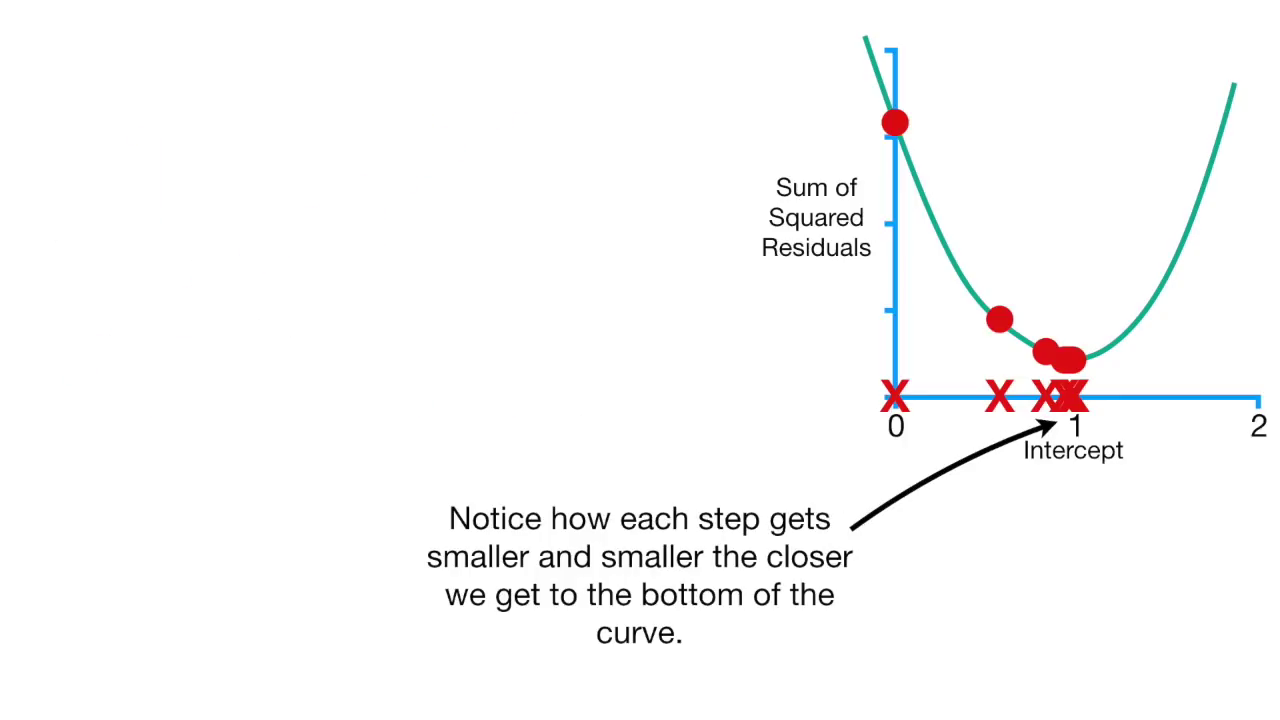 Sum of
Squared
Residuals
X X X X X X
0 1 2
Intercept
Notice how each step gets
smaller and smaller the closer
we get to the bottom of the
curve.